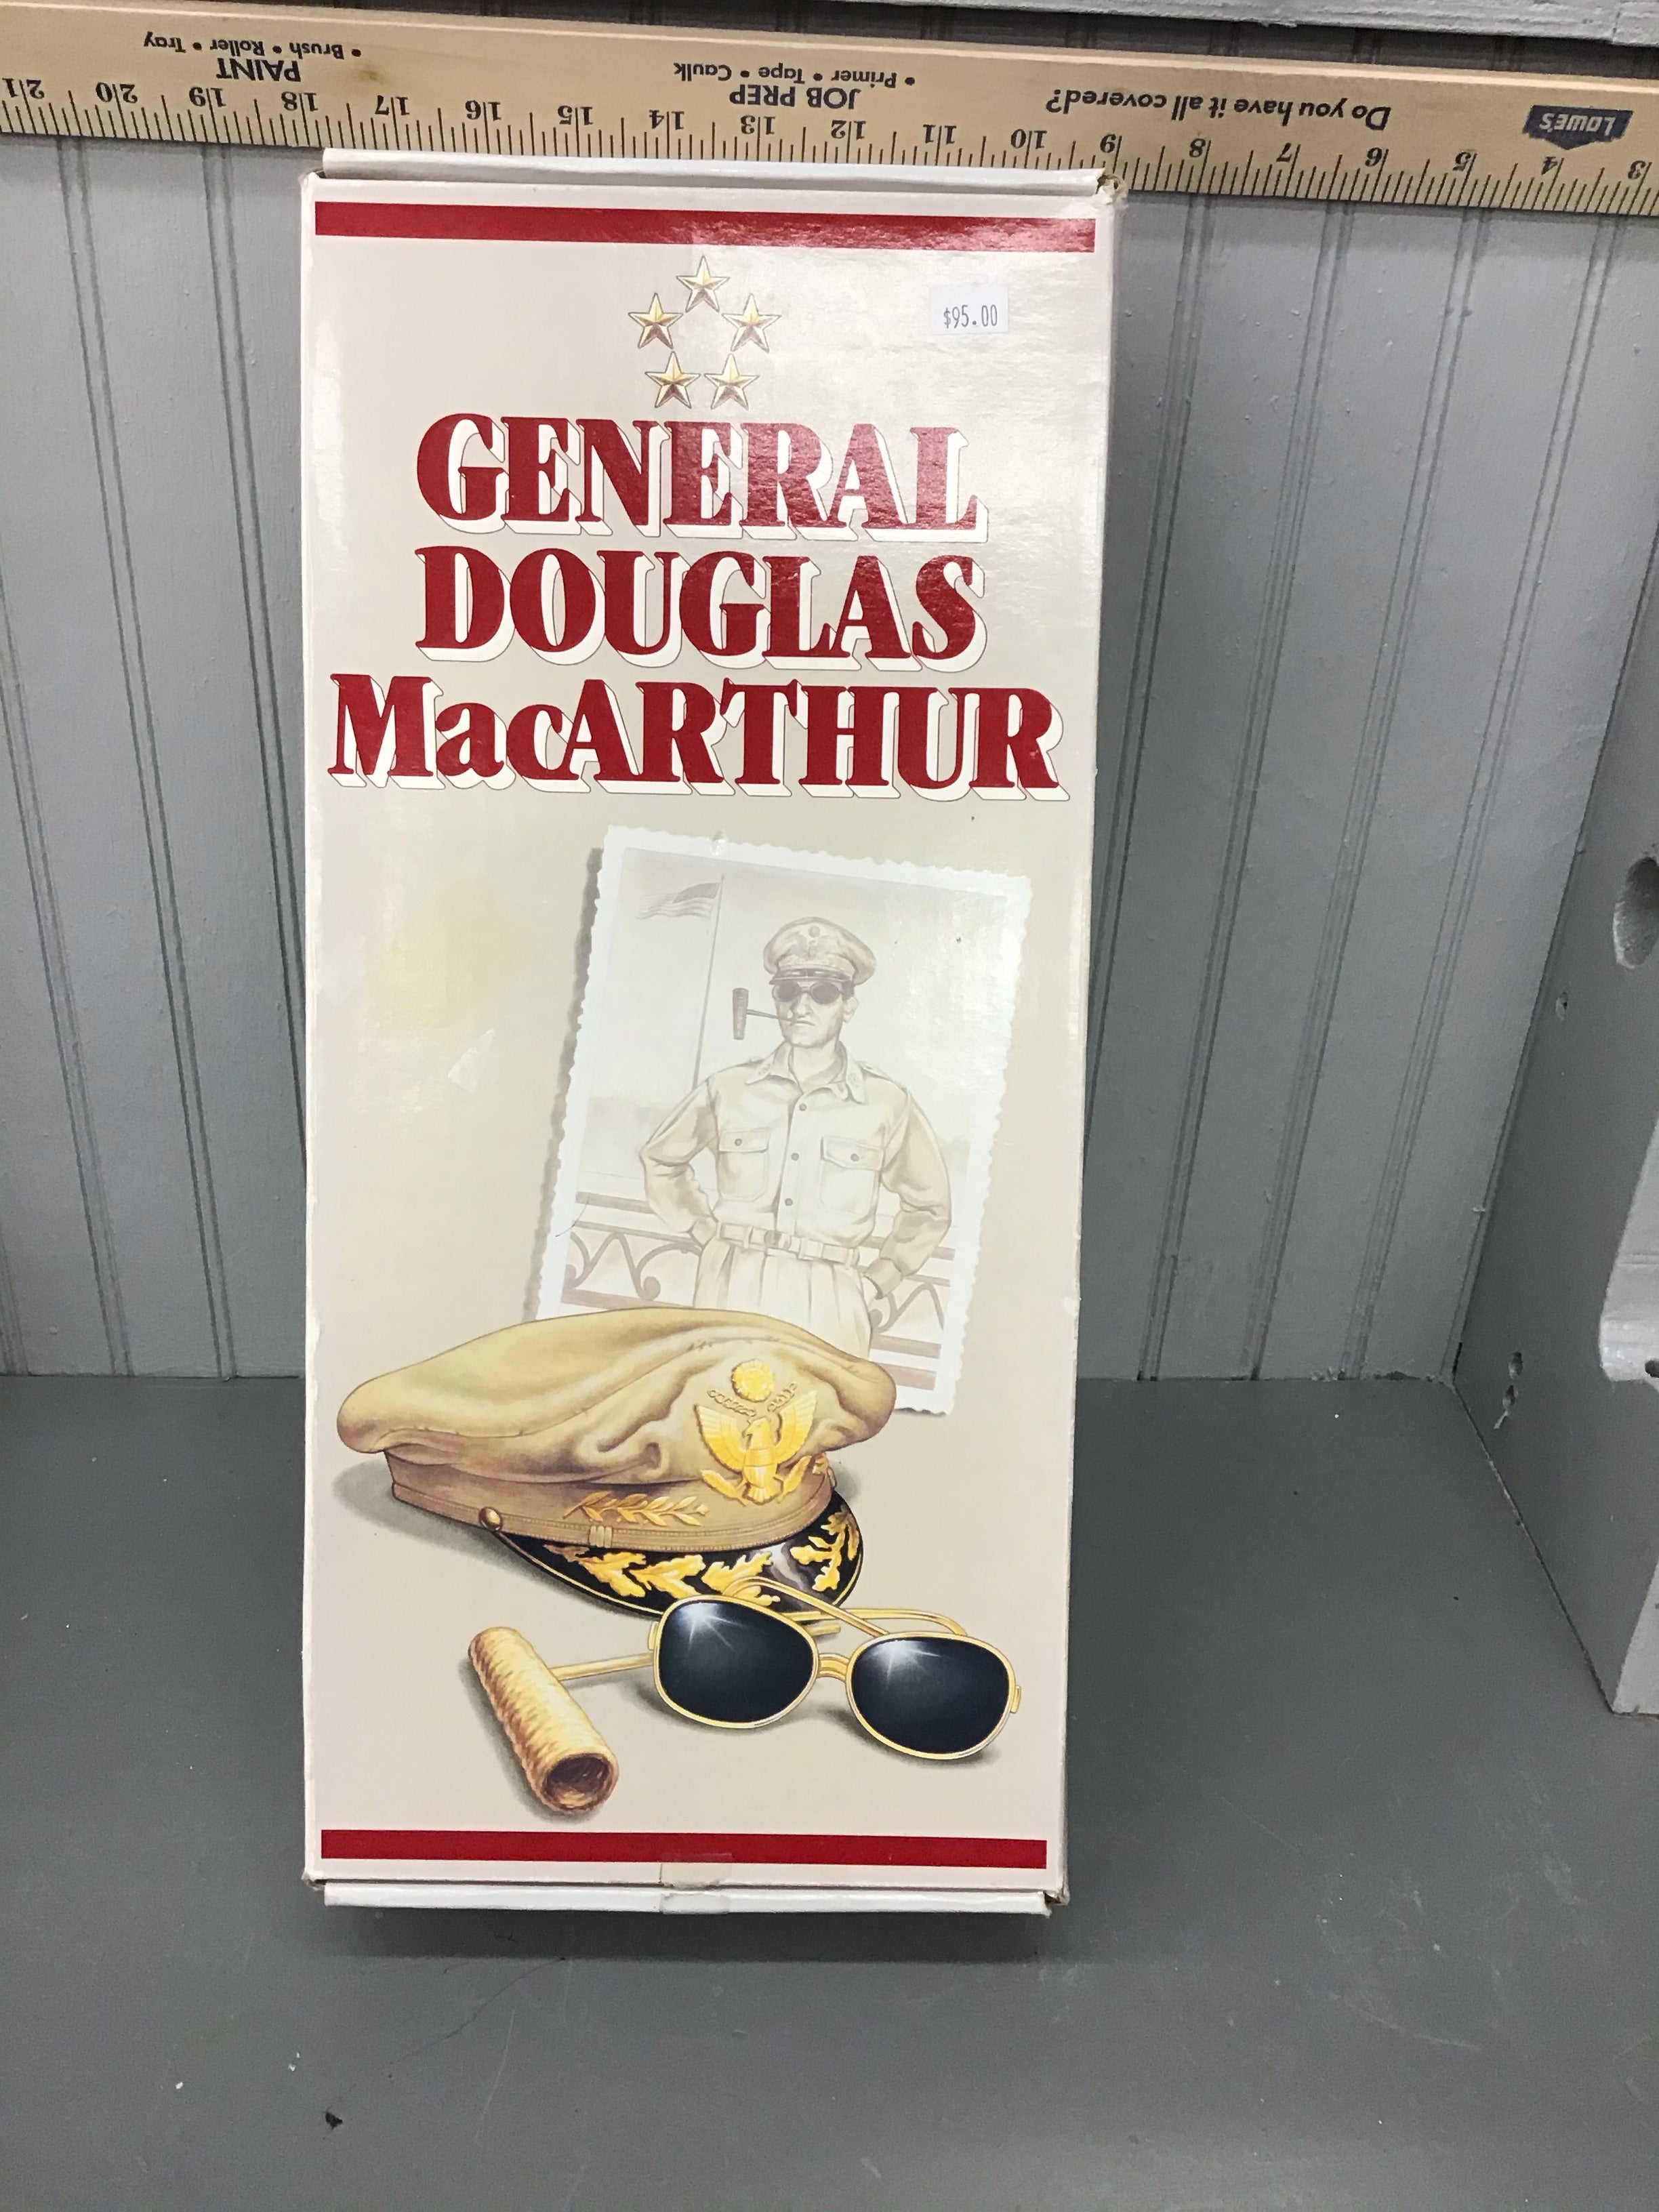 • Brush • Roller • Tray
PAINT
• Primer • Tape • Caulk
JOB PREP
Do you have it all covered?
LOWE'S
21 20 19 18 17 16 15 14 13 12 11 10 9 8 7 6 5 4 3
$95.00
GENERAL
DOUGLAS
MacARTHUR